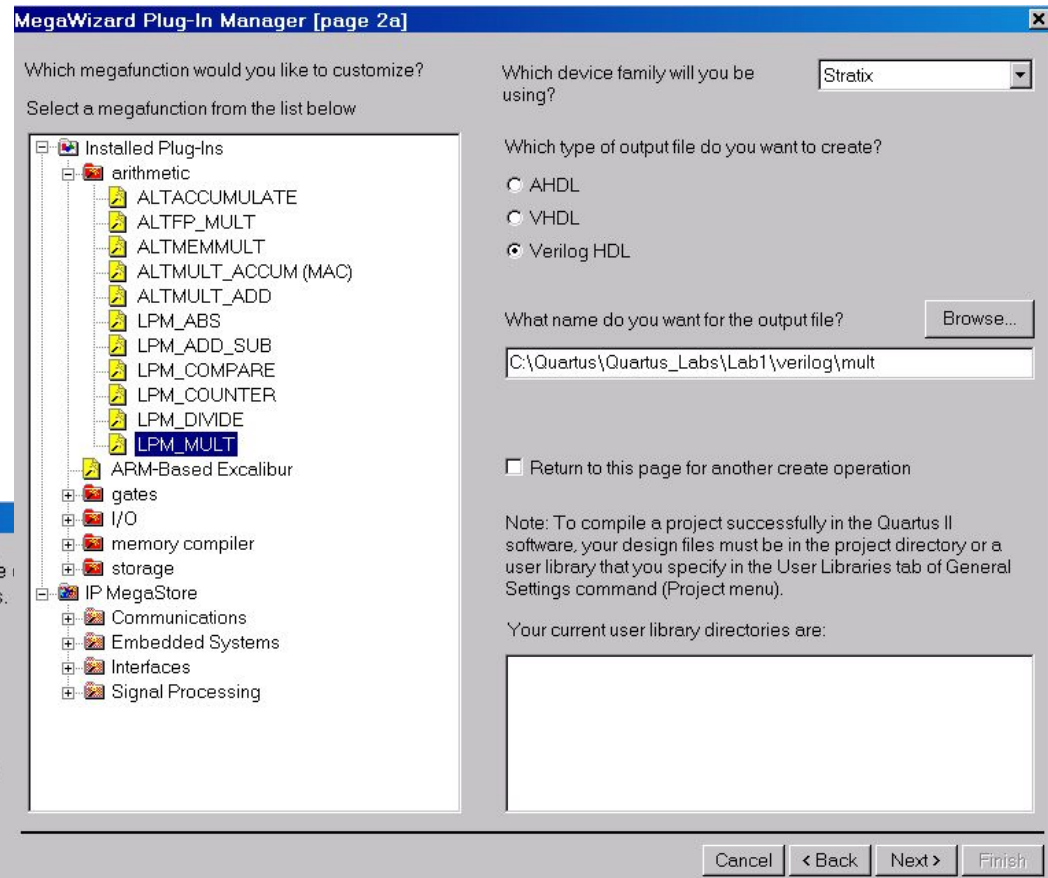 MegaWizard Plug-In Manager [page 2a]
Which megafunction would you like to customize?
Select a megafunction from the list below
Installed Plug-Ins
arithmetic
ALTACCUMULATE
ALTFP_MULT
ALTMEMMULT
ALTMULT_ACCUM (MAC)
ALTMULT_ADD
LPM_ABS
LPM_ADD_SUB
LPM_COMPARE
LPM_COUNTER
LPM_DIVIDE
LPM_MULT
ARM-Based Excalibur
gates
I/O
memory compiler
storage
IP MegaStore
Communications
Embedded Systems
Interfaces
Signal Processing
Which device family will you be
using?
Stratix
Which type of output file do you want to create?
AHDL
VHDL
Verilog HDL
What name do you want for the output file?
Browse...
C:\Quartus\Quartus_Labs\Lab1\verilog\mult
Return to this page for another create operation
Note: To compile a project successfully in the Quartus II
software, your design files must be in the project directory or a
user library that you specify in the User Libraries tab of General
Settings command (Project menu).
Your current user library directories are:
Cancel
< Back
Next >
Finish